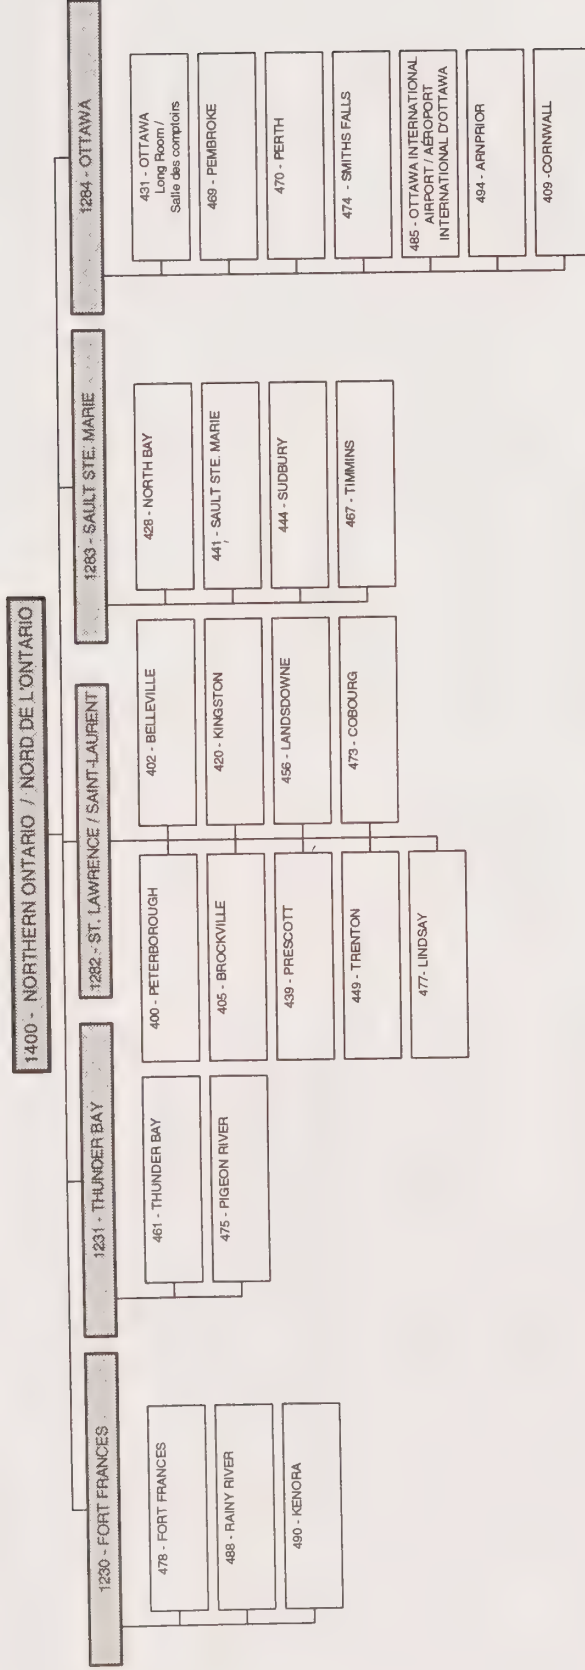 1400 - NORTHERN ONTARIO / NORD DE L'ONTARIO
1230 - FORT FRANCES
478 - FORT FRANCES
488 - RAINY RIVER
490 - KENORA
1231 - THUNDER BAY
461 - THUNDER BAY
475 - PIGEON RIVER
1282 - ST. LAWRENCE / SAINT-LAURENT
400 - PETERBOROUGH
405 - BROCKVILLE
439 - PRESCOTT
449 - TRENTON
477- LINDSAY
402 - BELLEVILLE
420 - KINGSTON
456 - LANDSDOWNE
473 - COBOURG
1283 - SAULT STE. MARIE
428 - NORTH BAY
441 - SAULT STE. MARIE
444 - SUDBURY
467 - TIMMINS
1284 - OTTAWA
431 - OTTAWA
Long Room /
Salle des comptoirs
469 - PEMBROKE
470 - PERTH
474 - SMITHS FALLS
485 - OTTAWA INTERNATIONAL
AIRPORT / AÉROPORT
INTERNATIONAL D'OTTAWA
494 - ARNPRIOR
409 -CORNWALL